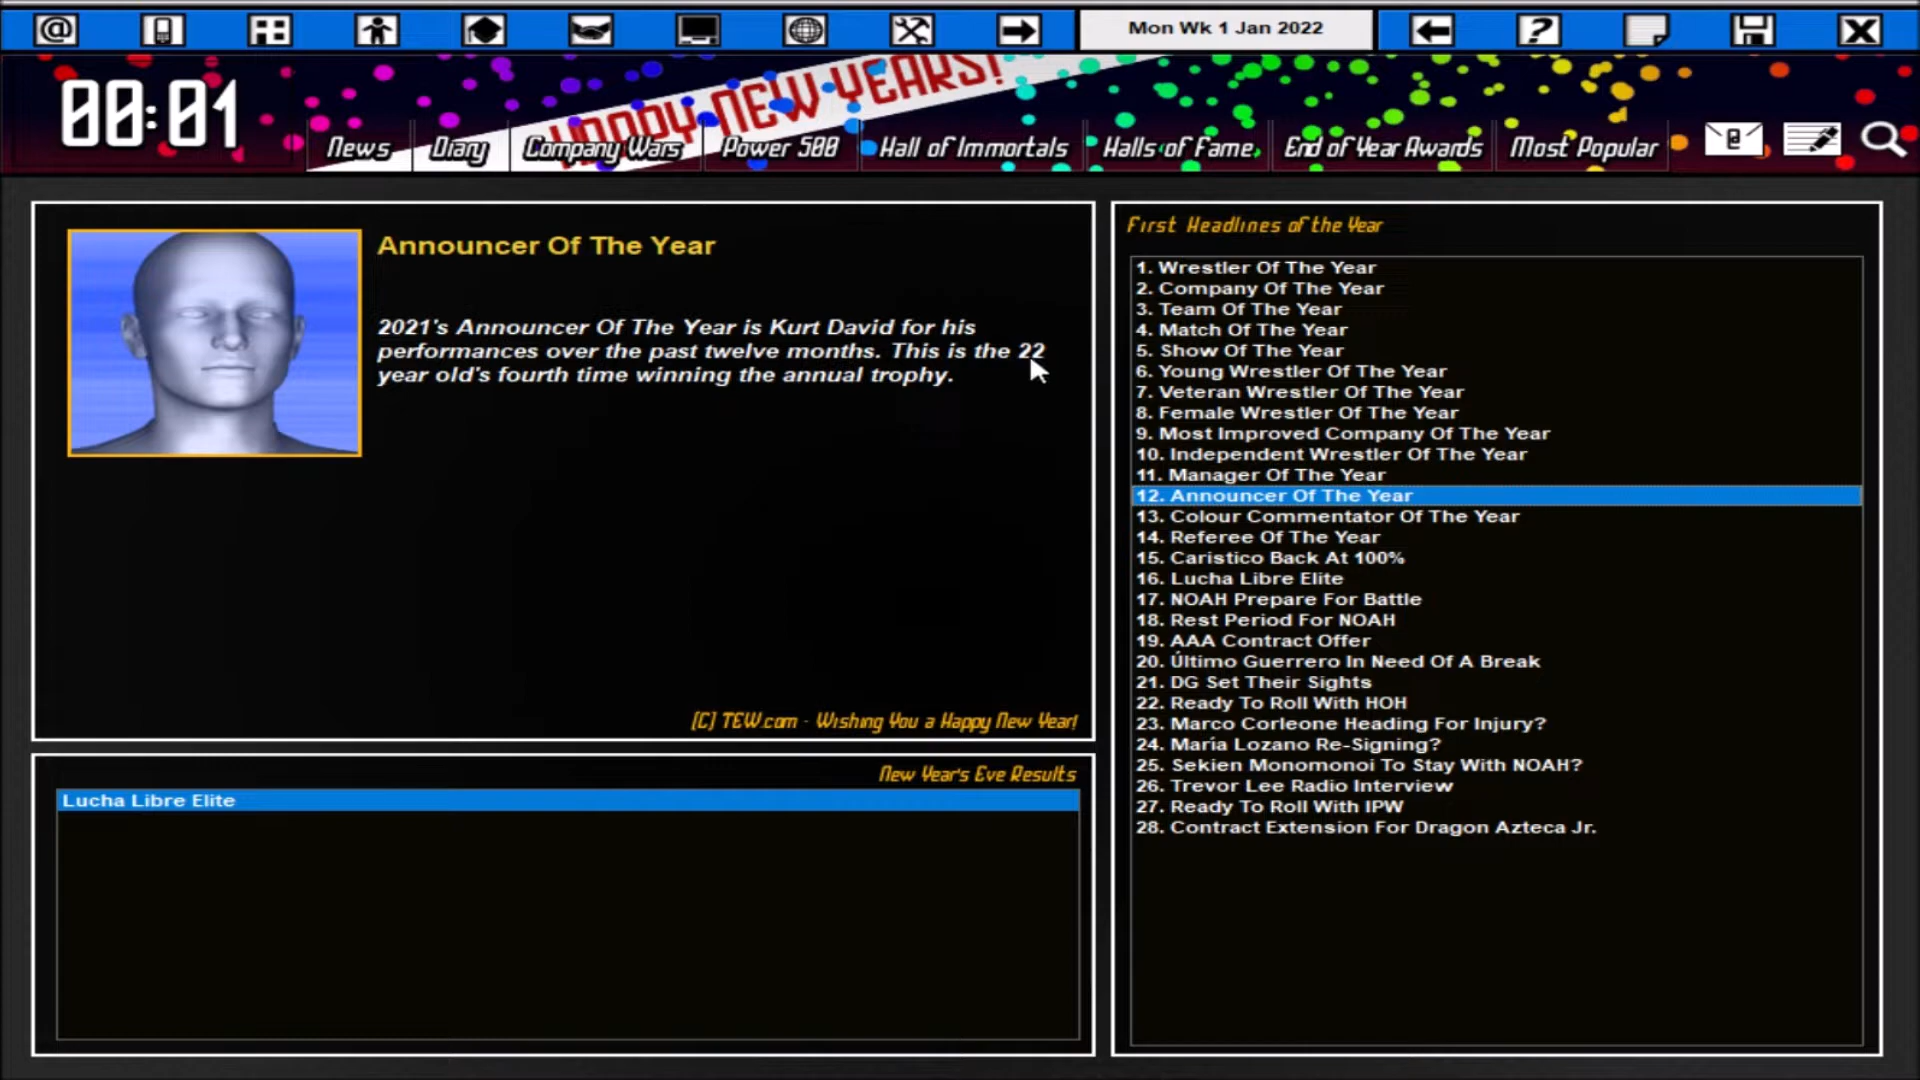 Mon Wk 1 Jan 2022
HAPPY NEW YEARS!
00:01
News
Diary
Company Wars
Power 500
Hall of Immortals
Halls of Fame
End of Year Awards
Most Popular
Announcer Of The Year
2021's Announcer Of The Year is Kurt David for his
performances over the past twelve months. This is the 22
year old's fourth time winning the annual trophy.
(C) TEW.com - Wishing You a Happy New Year!
New Year's Eve Results
Lucha Libre Elite
First Headlines of the Year
1. Wrestler Of The Year
2. Company Of The Year
3. Team Of The Year
4. Match Of The Year
5. Show Of The Year
6. Young Wrestler Of The Year
7. Veteran Wrestler Of The Year
8. Female Wrestler Of The Year
9. Most Improved Company Of The Year
10. Independent Wrestler Of The Year
11. Manager Of The Year
12. Announcer Of The Year
13. Colour Commentator Of The Year
14. Referee Of The Year
15. Caristico Back At 100%
16. Lucha Libre Elite
17. NOAH Prepare For Battle
18. Rest Period For NOAH
19. AAA Contract Offer
20. Último Guerrero In Need Of A Break
21. DG Set Their Sights
22. Ready To Roll With HOH
23. Marco Corleone Heading For Injury?
24. María Lozano Re-Signing?
25. Sekien Monomonoi To Stay With NOAH?
26. Trevor Lee Radio Interview
27. Ready To Roll With IPW
28. Contract Extension For Dragon Azteca Jr.